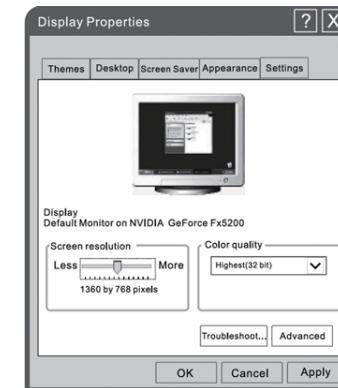 Display Properties ? X
Themes Desktop Screen Saver Appearance Settings
Display
Default Monitor on NVIDIA GeForce Fx5200
Screen resolution
Less More
1360 by 768 pixels
Color quality
Highest(32 bit)
Troubleshoot... Advanced
OK Cancel Apply